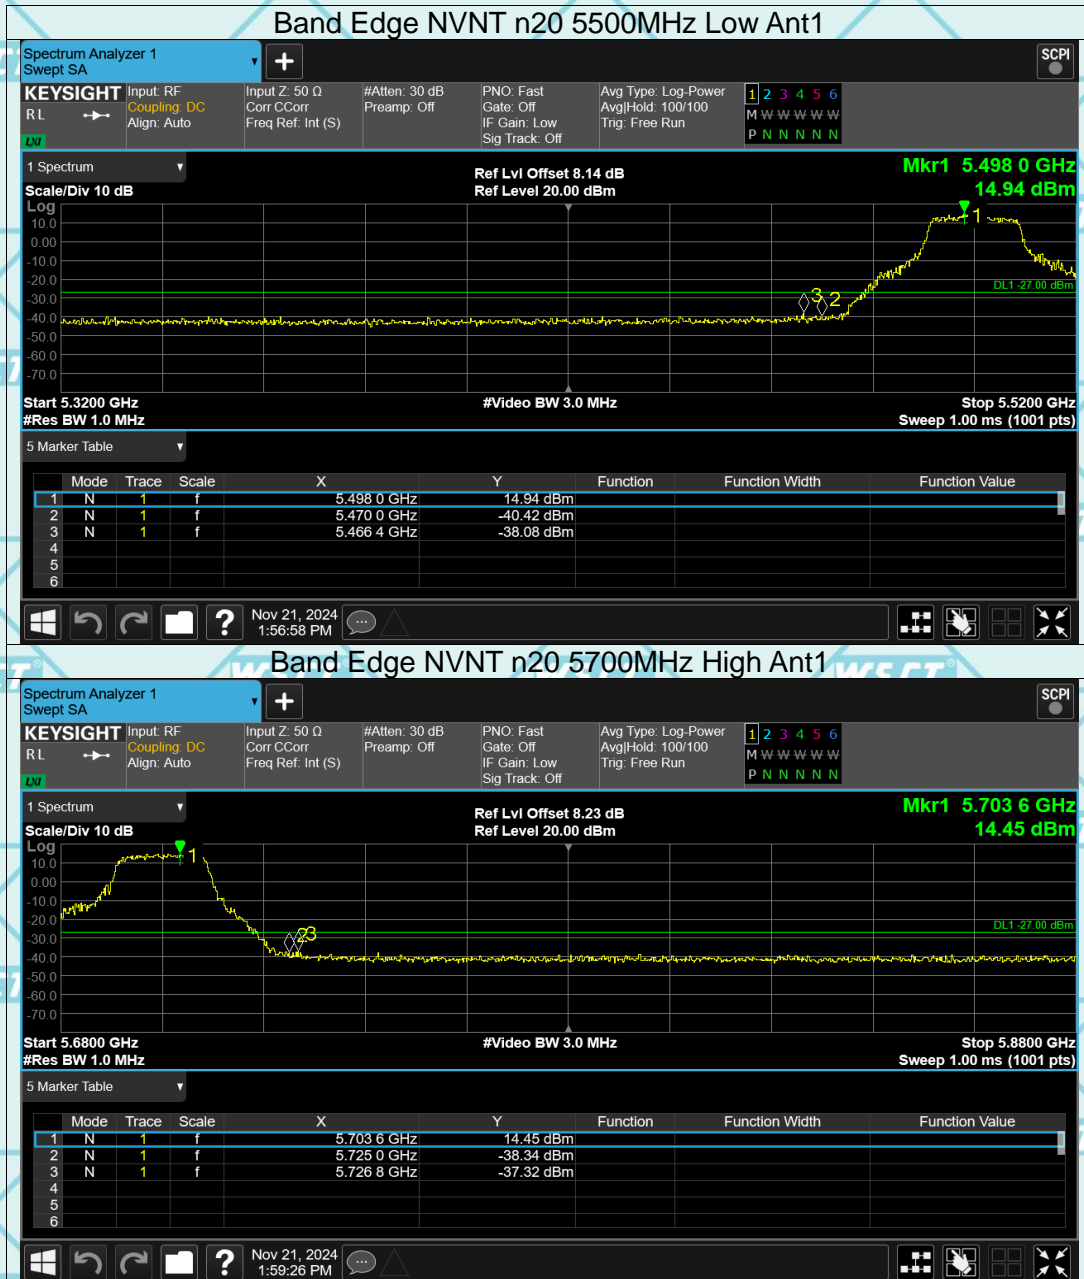 Band Edge NVNT n20 5500MHz Low Ant1
Spectrum Analyzer 1
Swept SA
+
SCPI
KEYSIGHT Input: RF Input Z: 50 Ω #Atten: 30 dB PNO: Fast Avg Type: Log-Power 1 2 3 4 5 6
RL Coupling: DC Corr CCorr Preamp: Off Gate: Off Avg|Hold: 100/100 M W W W W W
Align: Auto Freq Ref: Int (S) IF Gain: Low Trig: Free Run
LXI Sig Track: Off P N N N N N
1 Spectrum Ref Lvl Offset 8.14 dB Mkr1 5.498 0 GHz
Scale/Div 10 dB Ref Level 20.00 dBm 14.94 dBm
Log
10.0
1
0.00
-10.0
-20.0
DL1 -27.00 dBm
-30.0
3 2
-40.0
-50.0
-60.0
-70.0
Start 5.3200 GHz #Video BW 3.0 MHz Stop 5.5200 GHz
#Res BW 1.0 MHz Sweep 1.00 ms (1001 pts)
5 Marker Table
Mode Trace Scale X Y Function Function Width Function Value
1 N 1 f 5.498 0 GHz 14.94 dBm
2 N 1 f 5.470 0 GHz -40.42 dBm
3 N 1 f 5.466 4 GHz -38.08 dBm
4
5
6
? Nov 21, 2024
1:56:58 PM
Band Edge NVNT n20 5700MHz High Ant1
Spectrum Analyzer 1
Swept SA
+
SCPI
KEYSIGHT Input: RF Input Z: 50 Ω #Atten: 30 dB PNO: Fast Avg Type: Log-Power 1 2 3 4 5 6
RL Coupling: DC Corr CCorr Preamp: Off Gate: Off Avg|Hold: 100/100 M W W W W W
Align: Auto Freq Ref: Int (S) IF Gain: Low Trig: Free Run
LXI Sig Track: Off P N N N N N
1 Spectrum Ref Lvl Offset 8.23 dB Mkr1 5.703 6 GHz
Scale/Div 10 dB Ref Level 20.00 dBm 14.45 dBm
Log
1
10.0
0.00
-10.0
-20.0
DL1 -27.00 dBm
-30.0
2 3
-40.0
-50.0
-60.0
-70.0
Start 5.6800 GHz #Video BW 3.0 MHz Stop 5.8800 GHz
#Res BW 1.0 MHz Sweep 1.00 ms (1001 pts)
5 Marker Table
Mode Trace Scale X Y Function Function Width Function Value
1 N 1 f 5.703 6 GHz 14.45 dBm
2 N 1 f 5.725 0 GHz -38.34 dBm
3 N 1 f 5.726 8 GHz -37.32 dBm
4
5
6
? Nov 21, 2024
1:59:26 PM